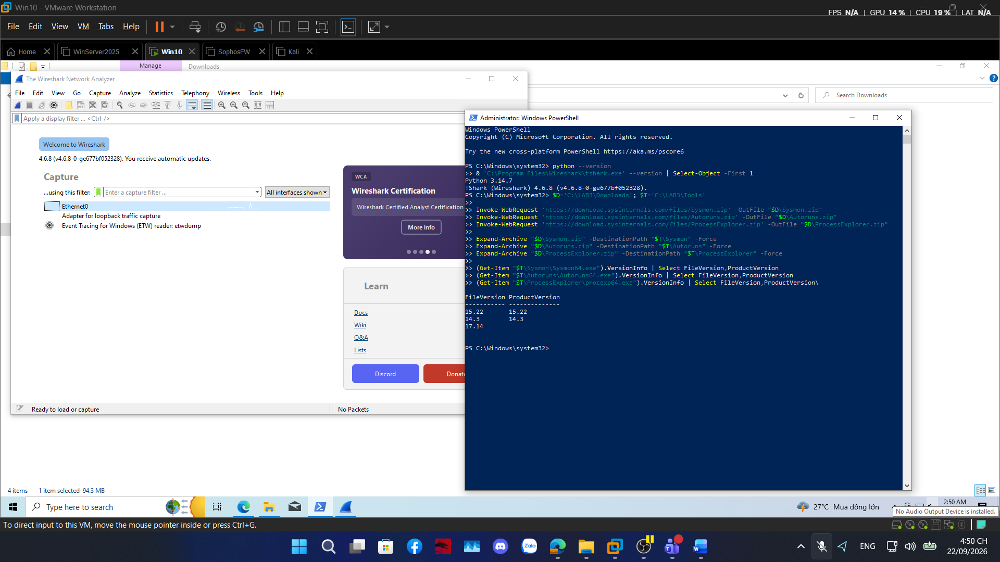 Win10 - VMware Workstation
FPS N/A | GPU 14 % | CPU 19 % | LAT N/A
File Edit View VM Tabs Help
Home WinServer2025 Win10 SophosFW Kali
Manage Downloads
The Wireshark Network Analyzer
File Edit View Go Capture Analyze Statistics Telephony Wireless Tools Help
Apply a display filter ... <Ctrl-/>
Search Downloads
Welcome to Wireshark
4.6.8 (v4.6.8-0-ge677bf052328). You receive automatic updates.
Capture
...using this filter: Enter a capture filter ... All interfaces shown
Ethernet0
Adapter for loopback traffic capture
Event Tracing for Windows (ETW) reader: etwdump
WCA
Wireshark Certification
Wireshark Certified Analyst Certification
More Info
Learn
Docs
Wiki
Q&A
Lists
Discord Donate
Ready to load or capture No Packets
Administrator: Windows PowerShell
Windows PowerShell
Copyright (C) Microsoft Corporation. All rights reserved.
Try the new cross-platform PowerShell https://aka.ms/pscore6
PS C:\Windows\system32> python --version
>> & 'C:\Program Files\Wireshark\tshark.exe' --version | Select-Object -First 1
Python 3.14.7
TShark (Wireshark) 4.6.8 (v4.6.8-0-ge677bf052328).
PS C:\Windows\system32> $D='C:\LAB3\Downloads'; $T='C:\LAB3\Tools'
>>
>> Invoke-WebRequest 'https://download.sysinternals.com/files/Sysmon.zip' -OutFile "$D\Sysmon.zip"
>> Invoke-WebRequest 'https://download.sysinternals.com/files/Autoruns.zip' -OutFile "$D\Autoruns.zip"
>> Invoke-WebRequest 'https://download.sysinternals.com/files/ProcessExplorer.zip' -OutFile "$D\ProcessExplorer.zip"
>>
>> Expand-Archive "$D\Sysmon.zip" -DestinationPath "$T\Sysmon" -Force
>> Expand-Archive "$D\Autoruns.zip" -DestinationPath "$T\Autoruns" -Force
>> Expand-Archive "$D\ProcessExplorer.zip" -DestinationPath "$T\ProcessExplorer" -Force
>>
>> (Get-Item "$T\Sysmon\Sysmon64.exe").VersionInfo | Select FileVersion,ProductVersion
>> (Get-Item "$T\Autoruns\Autoruns64.exe").VersionInfo | Select FileVersion,ProductVersion
>> (Get-Item "$T\ProcessExplorer\procexp64.exe").VersionInfo | Select FileVersion,ProductVersion\
FileVersion ProductVersion
----------- --------------
15.22 15.22
14.3 14.3
17.14
PS C:\Windows\system32>
4 items 1 item selected 94.3 MB
Type here to search
27°C Mưa dông lớn
2:50 AM
No Audio Output Device is installed.
To direct input to this VM, move the mouse pointer inside or press Ctrl+G.
Zalo
ENG
4:50 CH
22/09/2026